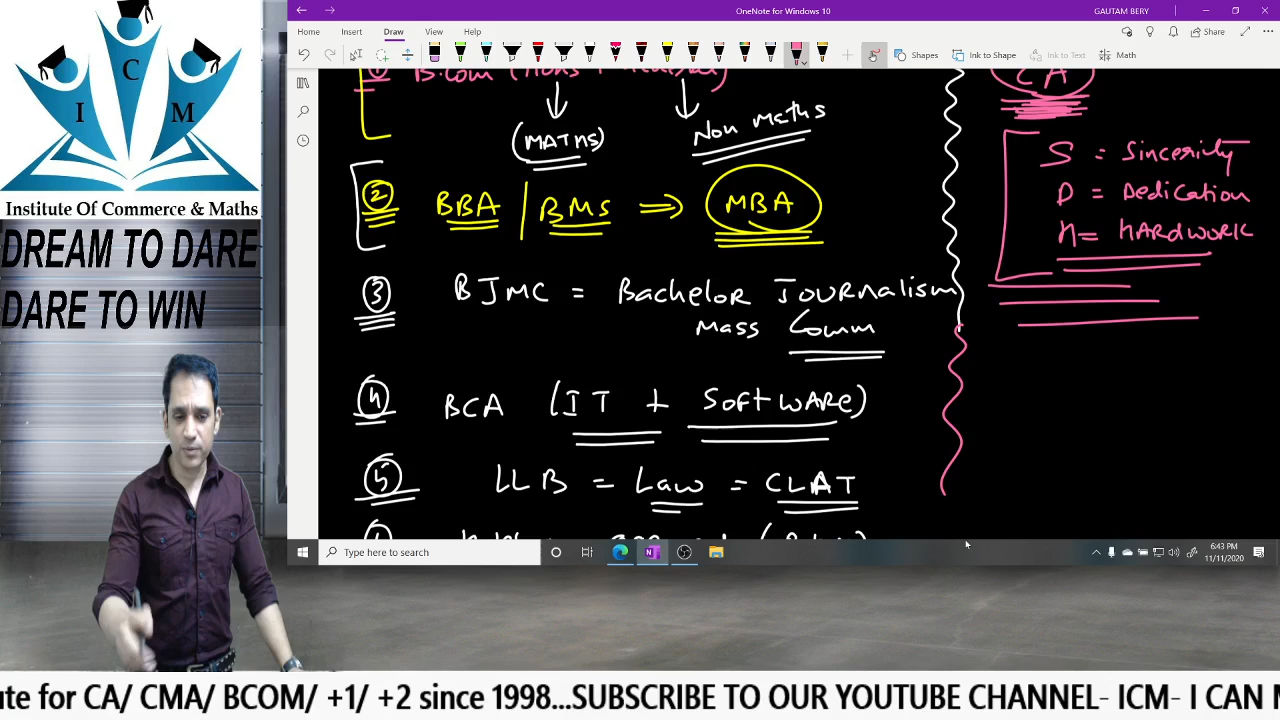 I C M
Institute Of Commerce & Maths
DREAM TO DARE
DARE TO WIN
OneNote for Windows 10
GAUTAM BERY
Home Insert Draw View Help
Share
Shapes Ink to Shape Ink to Text Math
B.com (Hons
(MATHS) Non maths
② BBA | BMS ⇒ MBA
③ BJMC = Bachelor Journalism
Mass Comm
④ BCA (IT + Software)
⑤ LLB = Law = CLAT
CA
S = Sincerity
D = Dedication
H = HARDWORK
Type here to search
6:43 PM
11/11/2020
ute for CA/ CMA/ BCOM/ +1/ +2 since 1998...SUBSCRIBE TO OUR YOUTUBE CHANNEL- ICM- I CAN